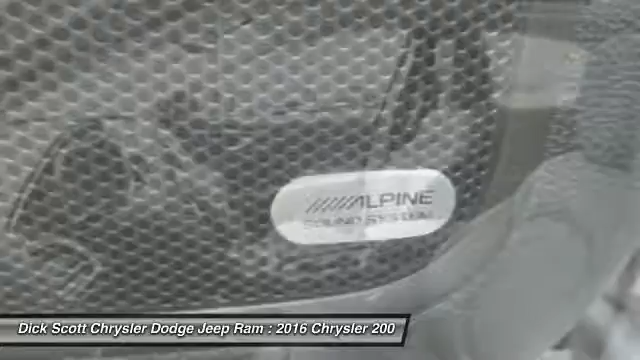 ALPINE
SOUND SYSTEM
Dick Scott Chrysler Dodge Jeep Ram : 2016 Chrysler 200